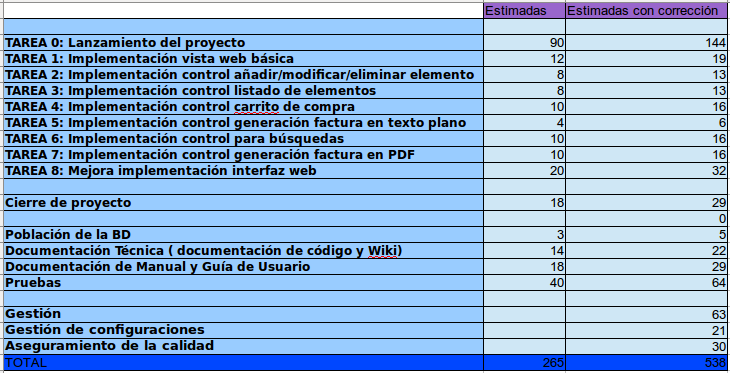 Estimadas Estimadas con corrección
TAREA 0: Lanzamiento del proyecto 90 144
TAREA 1: Implementación vista web básica 12 19
TAREA 2: Implementación control añadir/modificar/eliminar elemento 8 13
TAREA 3: Implementación control listado de elementos 8 13
TAREA 4: Implementación control carrito de compra 10 16
TAREA 5: Implementación control generación factura en texto plano 4 6
TAREA 6: Implementación control para búsquedas 10 16
TAREA 7: Implementación control generación factura en PDF 10 16
TAREA 8: Mejora implementación interfaz web 20 32
Cierre de proyecto 18 29
0
Población de la BD 3 5
Documentación Técnica ( documentación de código y Wiki) 14 22
Documentación de Manual y Guía de Usuario 18 29
Pruebas 40 64
Gestión 63
Gestión de configuraciones 21
Aseguramiento de la calidad 30
TOTAL 265 538